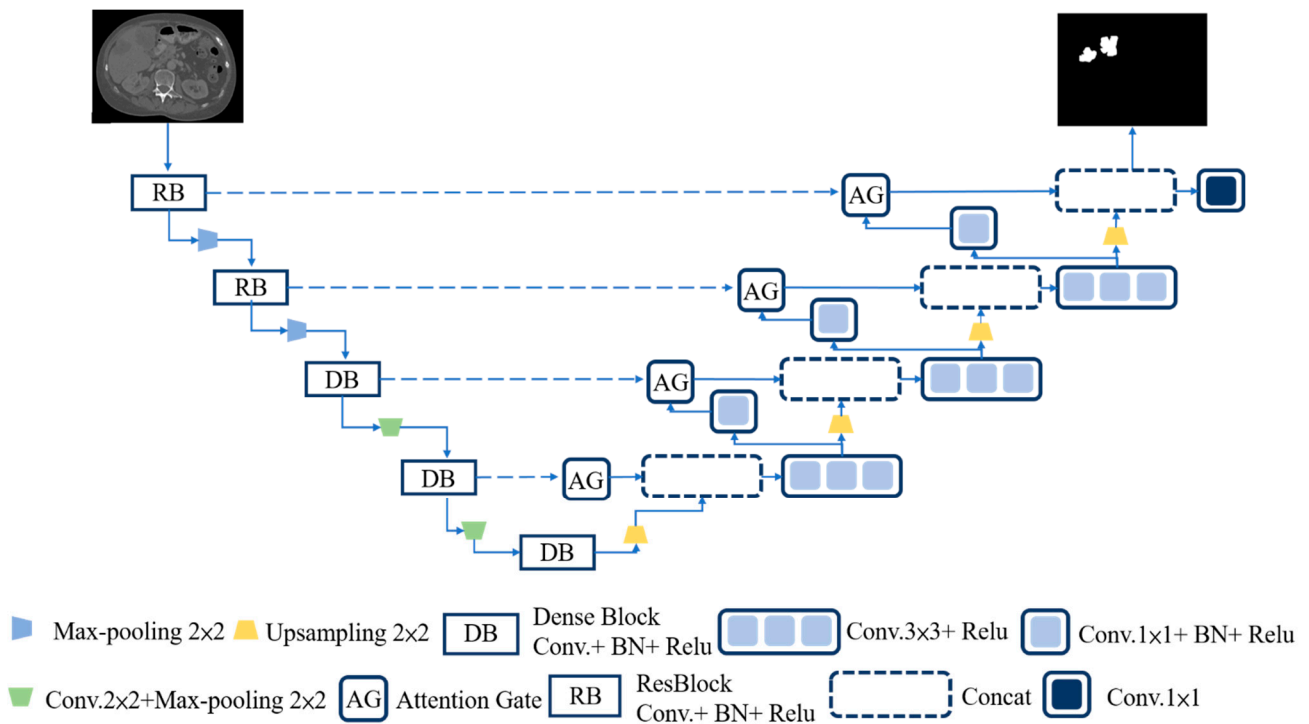 RB
AG
RB
AG
DB
AG
DB
AG
DB
Max-pooling 2×2
Upsampling 2×2
DB
Dense Block
Conv.+ BN+ Relu
Conv.3×3+ Relu
Conv.1×1+ BN+ Relu
Conv.2×2+Max-pooling 2×2
AG
Attention Gate
RB
ResBlock
Conv.+ BN+ Relu
Concat
Conv.1×1